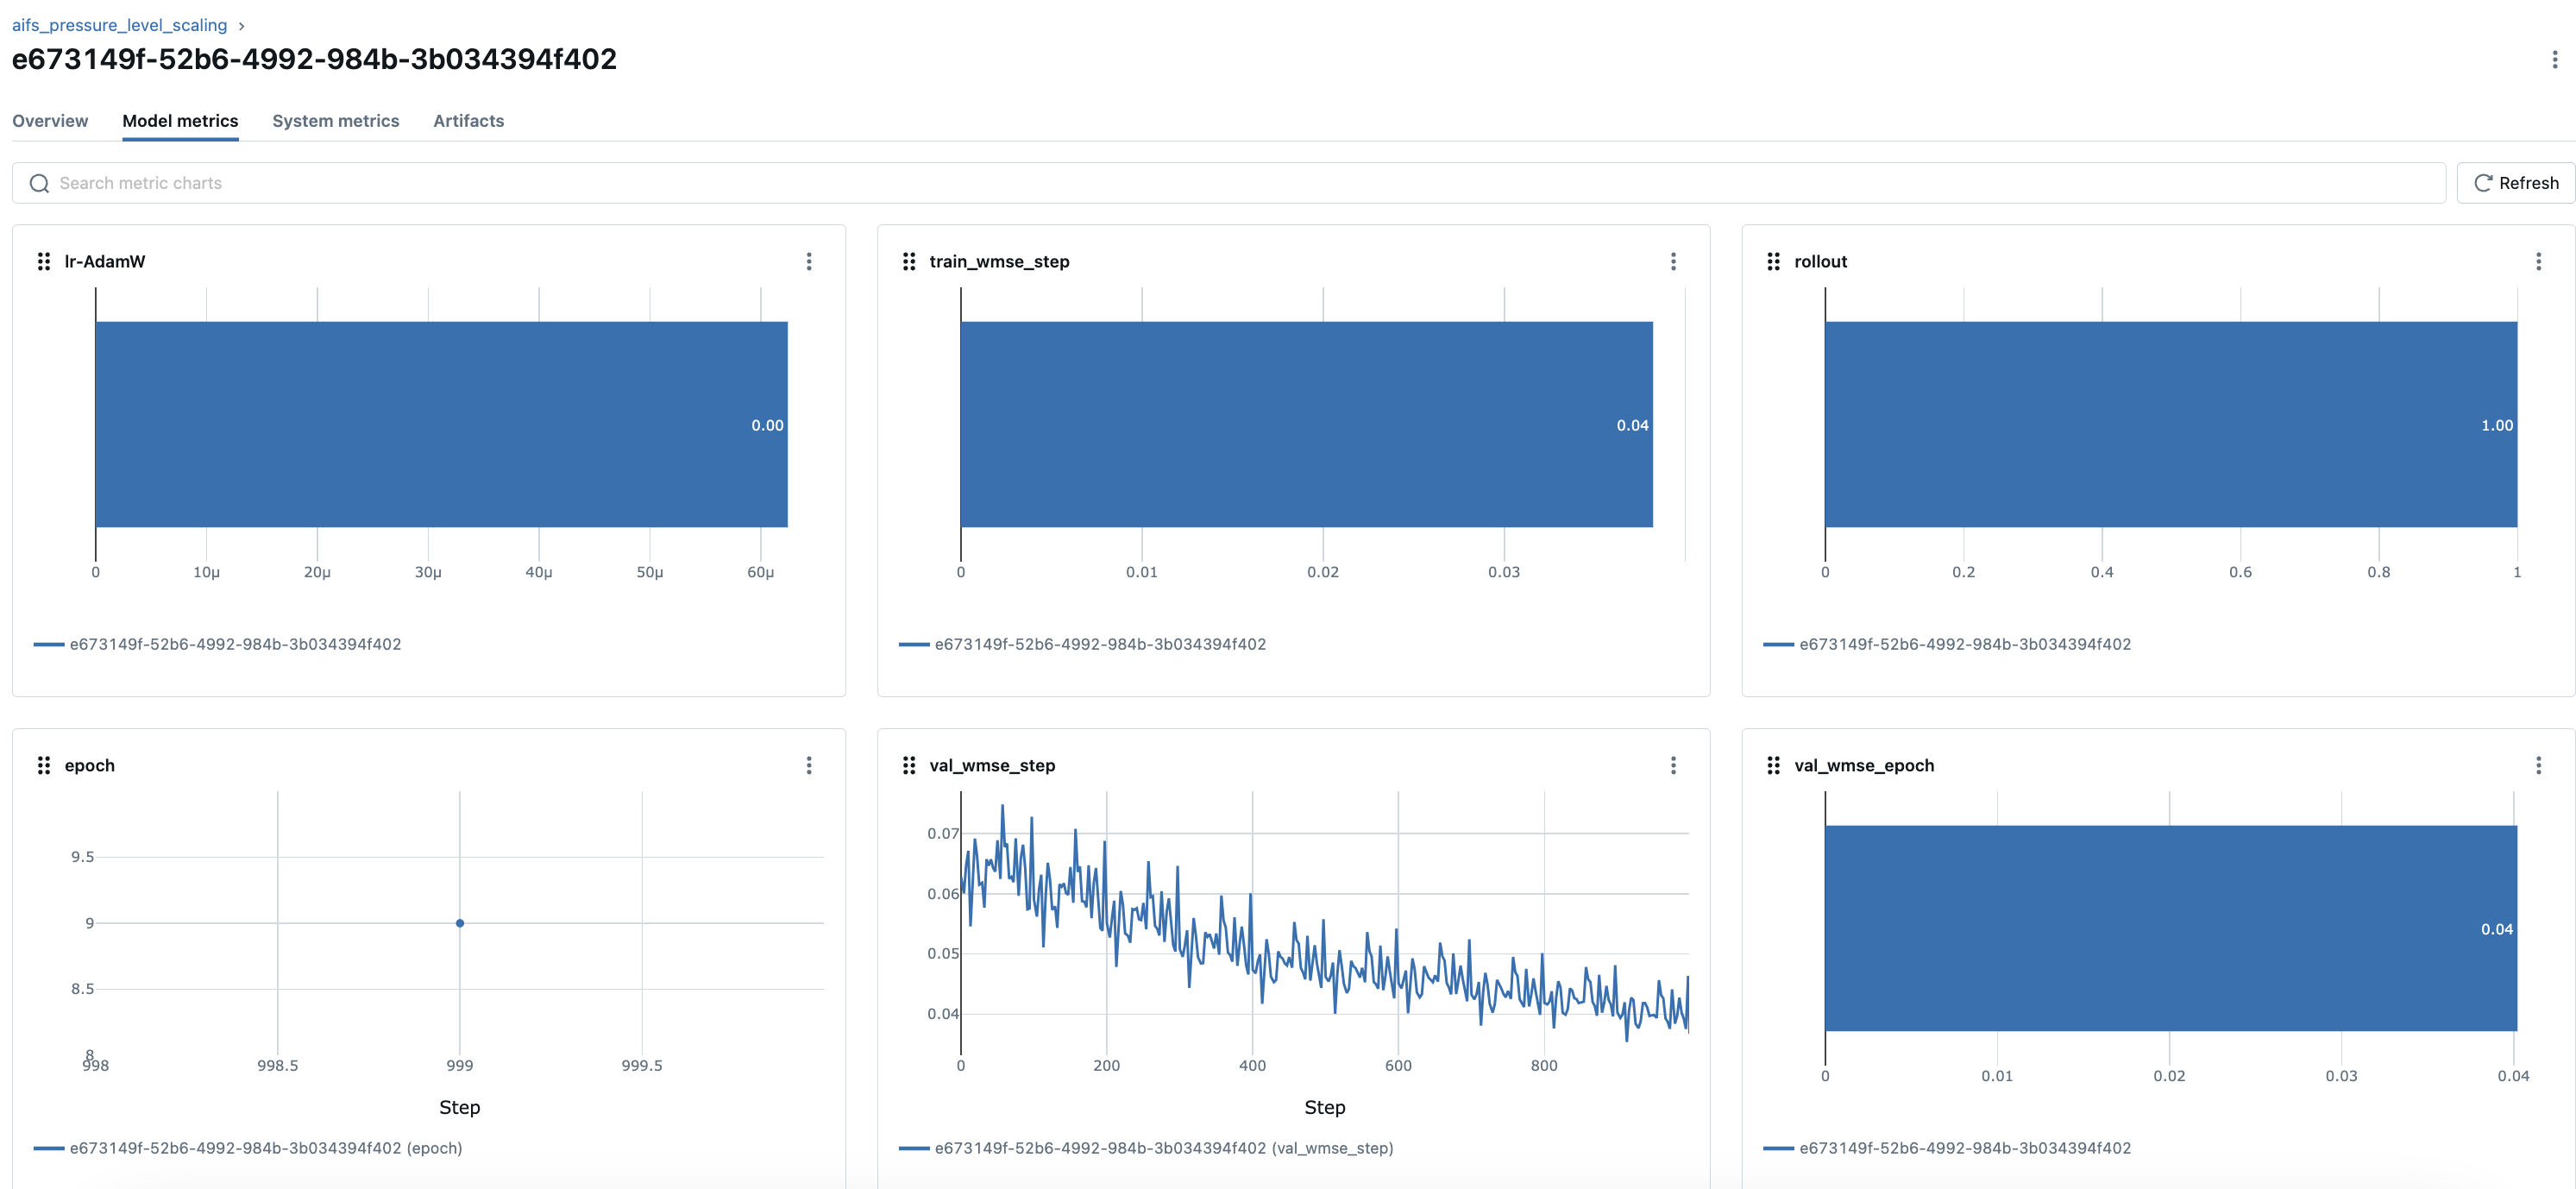 aifs_pressure_level_scaling ›
e673149f-52b6-4992-984b-3b034394f402
Overview Model metrics System metrics Artifacts
Search metric charts
Refresh
lr-AdamW
0.00
0 10µ 20µ 30µ 40µ 50µ 60µ
e673149f-52b6-4992-984b-3b034394f402
train_wmse_step
0.04
0 0.01 0.02 0.03
e673149f-52b6-4992-984b-3b034394f402
rollout
1.00
0 0.2 0.4 0.6 0.8 1
e673149f-52b6-4992-984b-3b034394f402
epoch
9.5
9
8.5
8
998 998.5 999 999.5
Step
e673149f-52b6-4992-984b-3b034394f402 (epoch)
val_wmse_step
0.07
0.06
0.05
0.04
0 200 400 600 800
Step
e673149f-52b6-4992-984b-3b034394f402 (val_wmse_step)
val_wmse_epoch
0.04
0 0.01 0.02 0.03 0.04
e673149f-52b6-4992-984b-3b034394f402